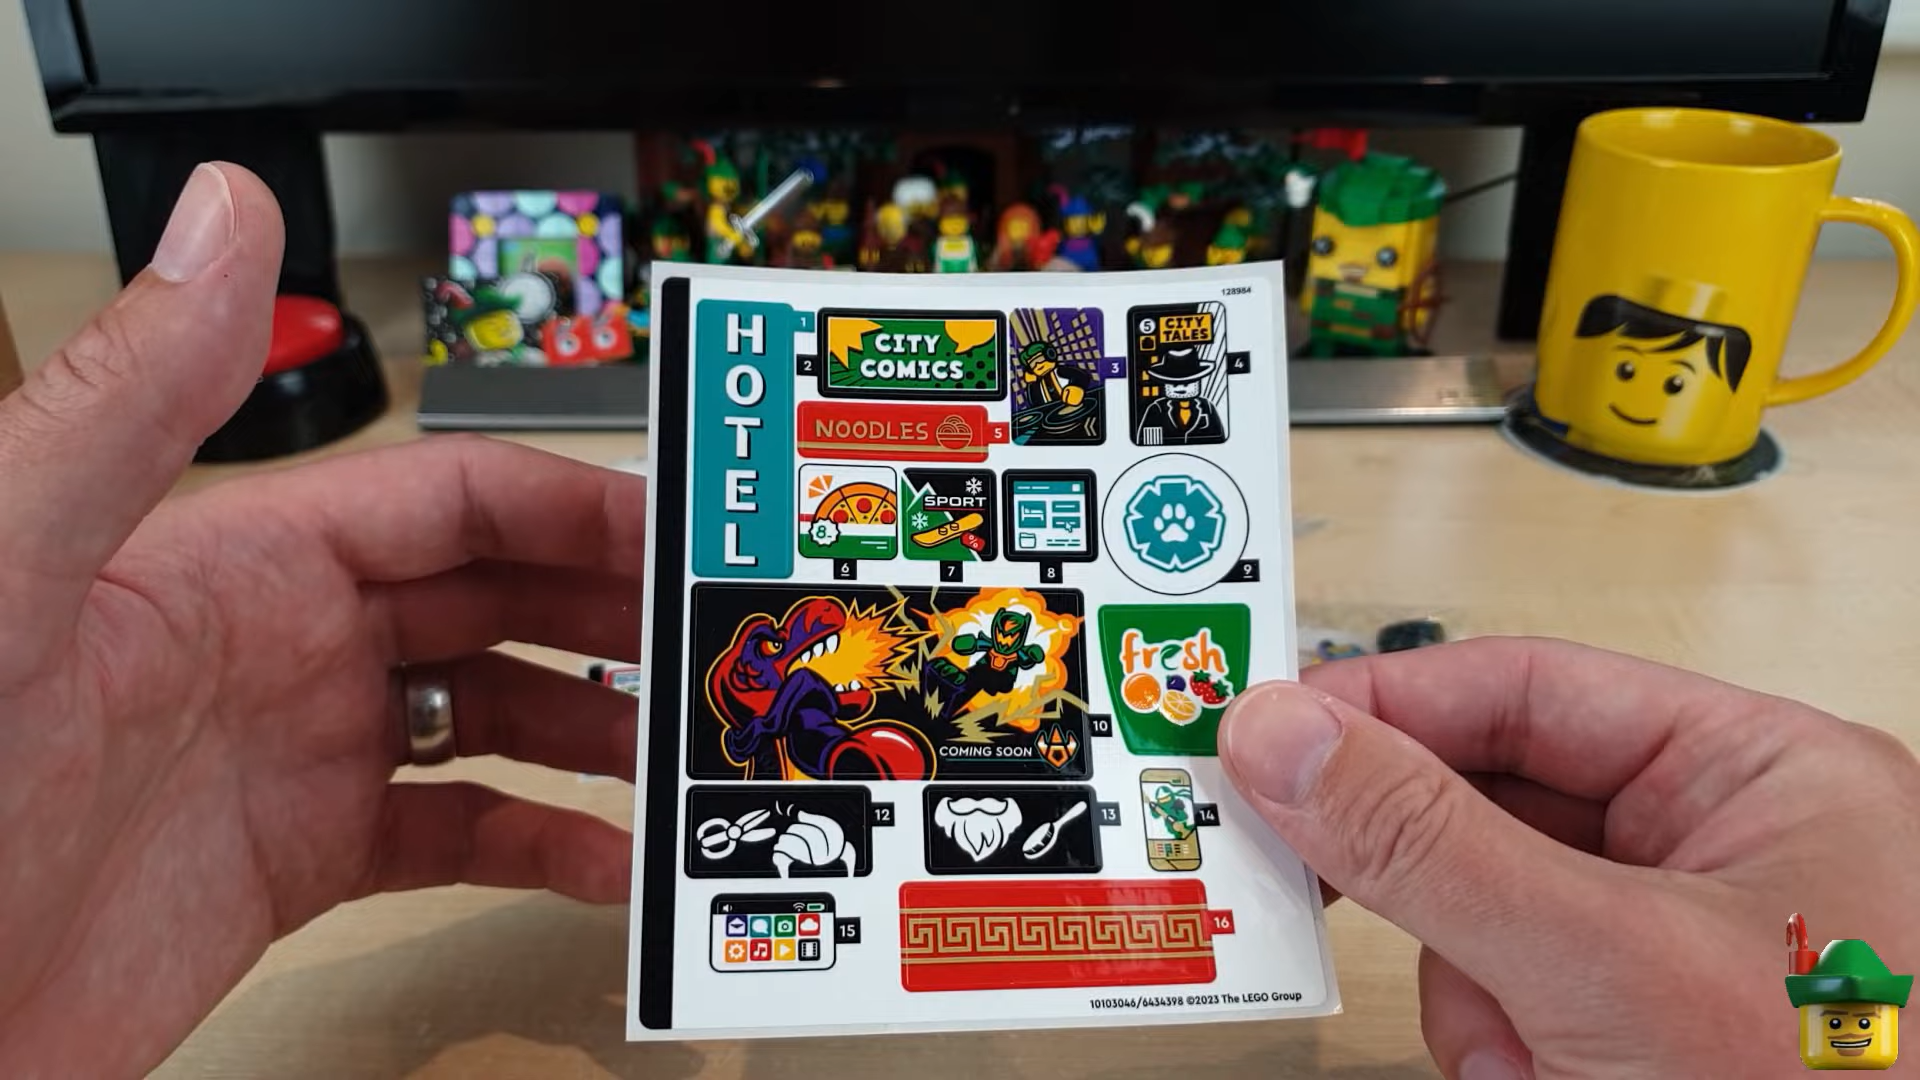 128984
HOTEL
1
2
CITY
COMICS
3
5
CITY
TALES
4
NOODLES
5
8.
6
SPORT
%
7
8
9
fresh
COMING SOON
10
12
13
14
15
16
10103046/6434398 ©2023 The LEGO Group